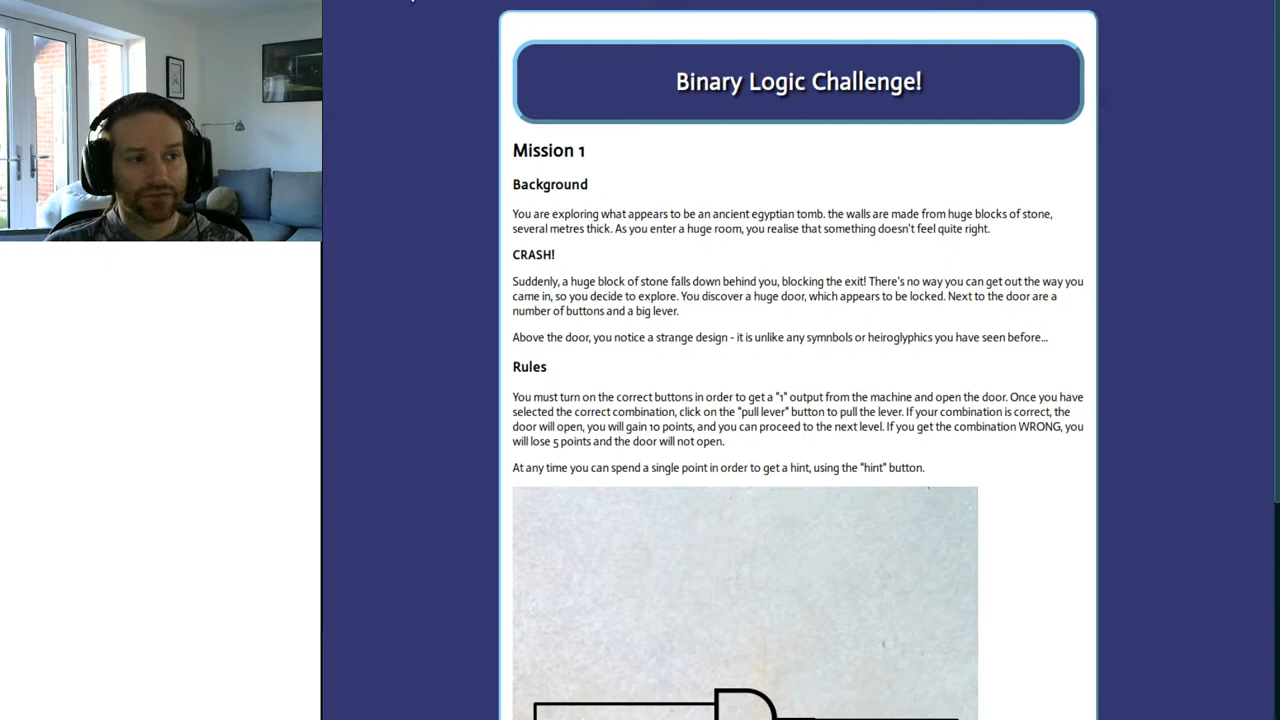 Binary Logic Challenge!
Mission 1
Background
You are exploring what appears to be an ancient egyptian tomb. the walls are made from huge blocks of stone,
several metres thick. As you enter a huge room, you realise that something doesn't feel quite right.
CRASH!
Suddenly, a huge block of stone falls down behind you, blocking the exit! There's no way you can get out the way you
came in, so you decide to explore. You discover a huge door, which appears to be locked. Next to the door are a
number of buttons and a big lever.
Above the door, you notice a strange design - it is unlike any symnbols or heiroglyphics you have seen before...
Rules
You must turn on the correct buttons in order to get a "1" output from the machine and open the door. Once you have
selected the correct combination, click on the "pull lever" button to pull the lever. If your combination is correct, the
door will open, you will gain 10 points, and you can proceed to the next level. If you get the combination WRONG, you
will lose 5 points and the door will not open.
At any time you can spend a single point in order to get a hint, using the "hint" button.